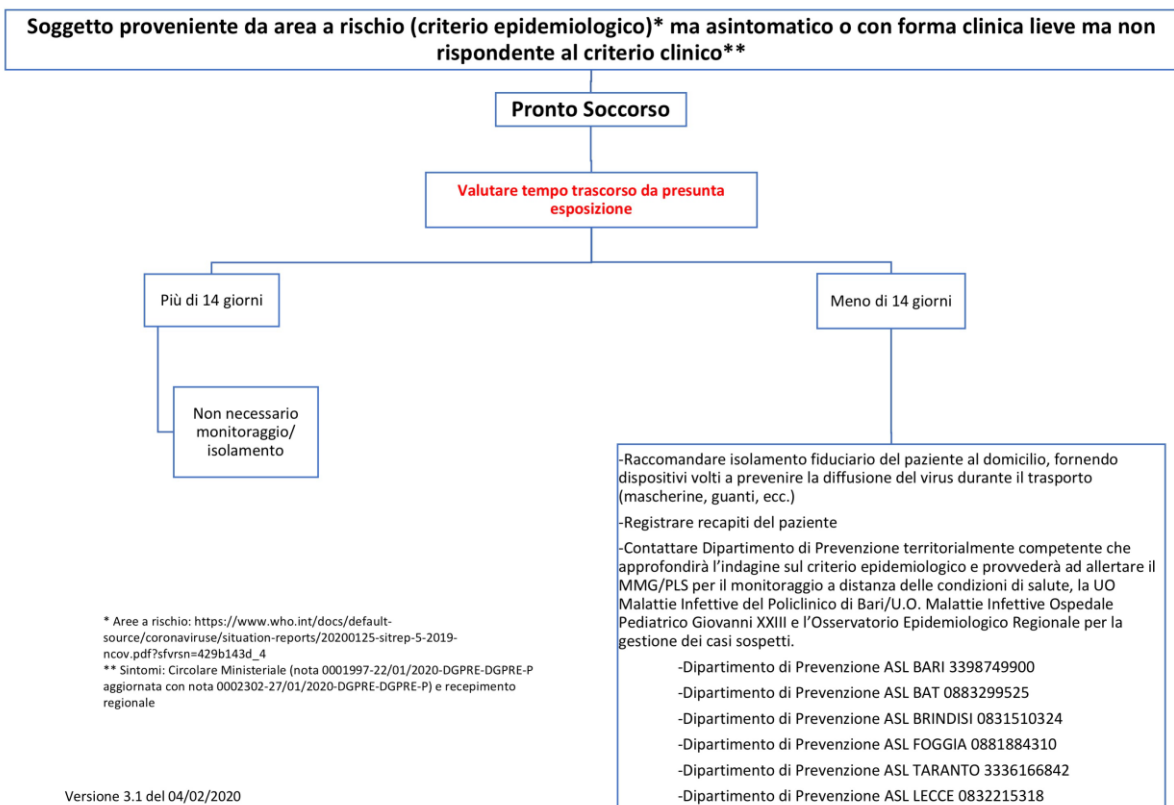 Soggetto proveniente da area a rischio (criterio epidemiologico)* ma asintomatico o con forma clinica lieve ma non
rispondente al criterio clinico**
Pronto Soccorso
Valutare tempo trascorso da presunta
esposizione
Più di 14 giorni
Meno di 14 giorni
Non necessario
monitoraggio/
isolamento
-Raccomandare isolamento fiduciario del paziente al domicilio, fornendo
dispositivi volti a prevenire la diffusione del virus durante il trasporto
(mascherine, guanti, ecc.)
-Registrare recapiti del paziente
-Contattare Dipartimento di Prevenzione territorialmente competente che
approfondirà l'indagine sul criterio epidemiologico e provvederà ad allertare il
MMG/PLS per il monitoraggio a distanza delle condizioni di salute, la UO
Malattie Infettive del Policlinico di Bari/U.O. Malattie Infettive Ospedale
Pediatrico Giovanni XXIII e l'Osservatorio Epidemiologico Regionale per la
gestione dei casi sospetti.
-Dipartimento di Prevenzione ASL BARI 3398749900
-Dipartimento di Prevenzione ASL BAT 0883299525
-Dipartimento di Prevenzione ASL BRINDISI 0831510324
-Dipartimento di Prevenzione ASL FOGGIA 0881884310
-Dipartimento di Prevenzione ASL TARANTO 3336166842
-Dipartimento di Prevenzione ASL LECCE 0832215318
* Aree a rischio: https://www.who.int/docs/default-
source/coronaviruse/situation-reports/20200125-sitrep-5-2019-
ncov.pdf?sfvrsn=429b143d_4
** Sintomi: Circolare Ministeriale (nota 0001997-22/01/2020-DGPRE-DGPRE-P
aggiornata con nota 0002302-27/01/2020-DGPRE-DGPRE-P) e recepimento
regionale
Versione 3.1 del 04/02/2020